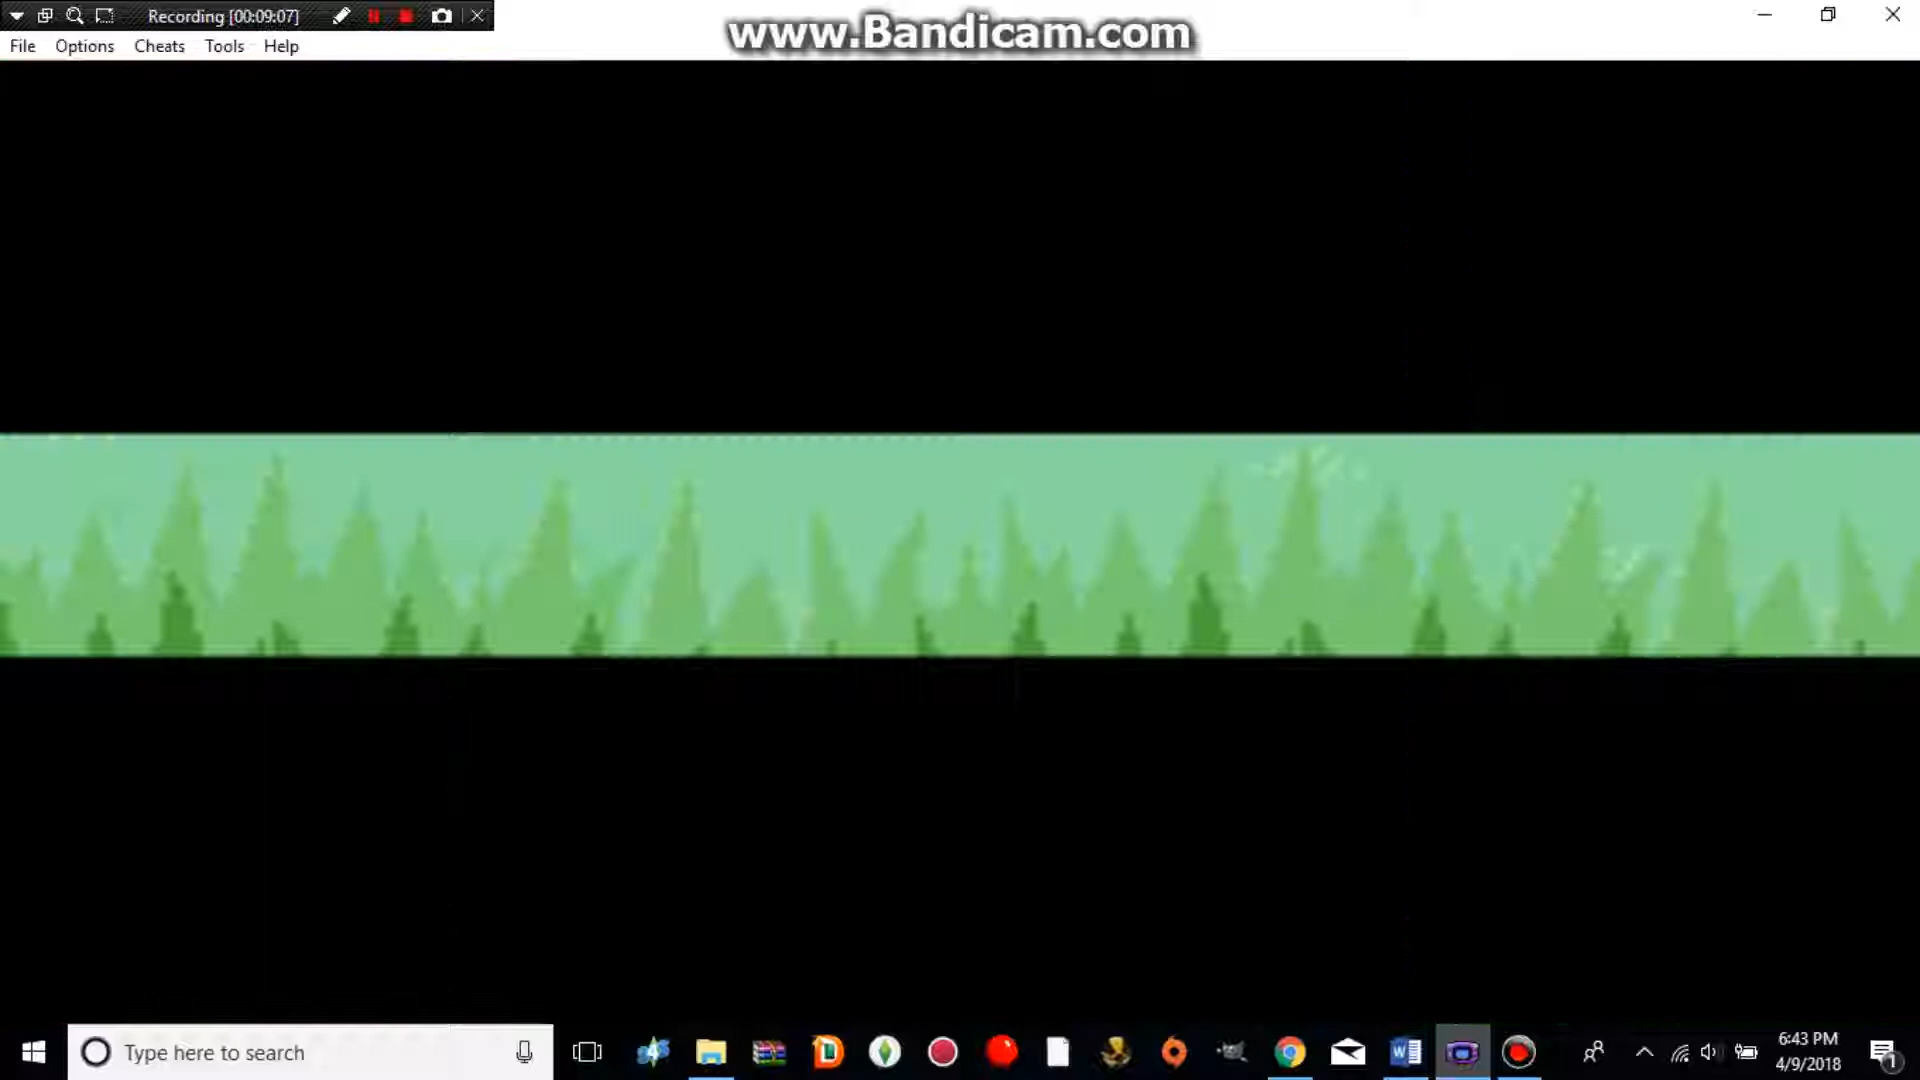 Recording [00:09:07]
www.Bandicam.com
File Options Cheats Tools Help
Type here to search
6:43 PM
4/9/2018
1